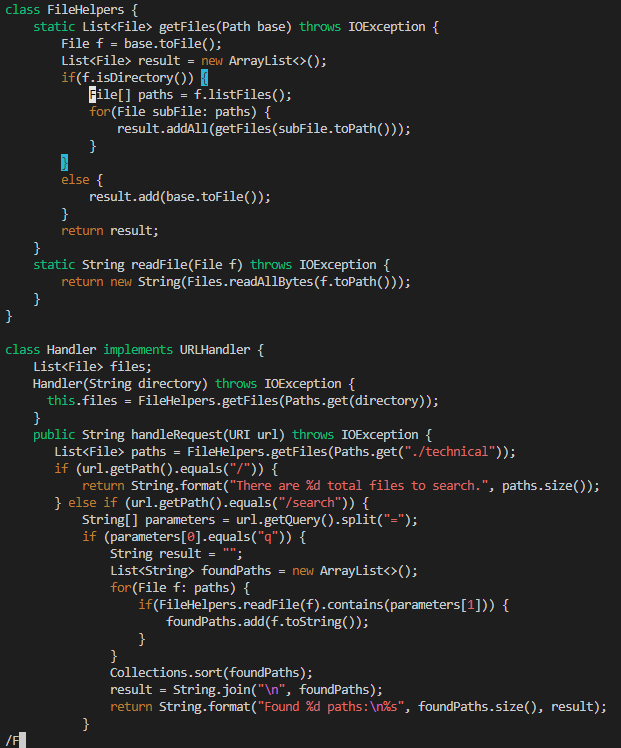 class FileHelpers {
    static List<File> getFiles(Path base) throws IOException {
        File f = base.toFile();
        List<File> result = new ArrayList<>();
        if(f.isDirectory()) {
            File[] paths = f.listFiles();
            for(File subFile: paths) {
                result.addAll(getFiles(subFile.toPath()));
            }
        }
        else {
            result.add(base.toFile());
        }
        return result;
    }
    static String readFile(File f) throws IOException {
        return new String(Files.readAllBytes(f.toPath()));
    }
}

class Handler implements URLHandler {
    List<File> files;
    Handler(String directory) throws IOException {
      this.files = FileHelpers.getFiles(Paths.get(directory));
    }
    public String handleRequest(URI url) throws IOException {
       List<File> paths = FileHelpers.getFiles(Paths.get("./technical"));
       if (url.getPath().equals("/")) {
           return String.format("There are %d total files to search.", paths.size());
       } else if (url.getPath().equals("/search")) {
           String[] parameters = url.getQuery().split("=");
           if (parameters[0].equals("q")) {
               String result = "";
               List<String> foundPaths = new ArrayList<>();
               for(File f: paths) {
                   if(FileHelpers.readFile(f).contains(parameters[1])) {
                       foundPaths.add(f.toString());
                   }
               }
               Collections.sort(foundPaths);
               result = String.join("\n", foundPaths);
               return String.format("Found %d paths:\n%s", foundPaths.size(), result);
           }
/F